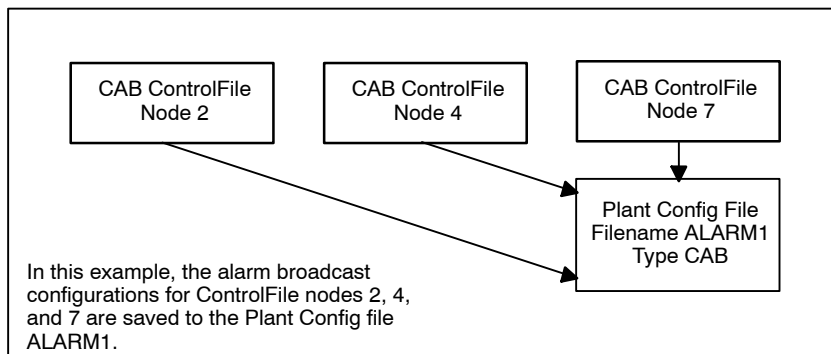 CAB ControlFile
Node 2
CAB ControlFile
Node 4
CAB ControlFile
Node 7
Plant Config File
Filename ALARM1
Type CAB
In this example, the alarm broadcast
configurations for ControlFile nodes 2, 4,
and 7 are saved to the Plant Config file
ALARM1.